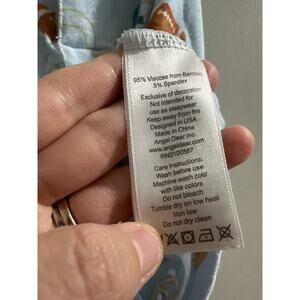 95% Viscose from Bamboo
5% Spandex
Exclusive of decoration
Not intended for
use as sleepwear
Keep away from fire
Designed in USA
Made in China
Angel Dear Inc.
www.angeldear.com
RN0100567
Care Instructions:
Wash before use
Machine wash cold
with like colors
Do not bleach
Tumble dry on low heat
Iron low
Do not dry clean